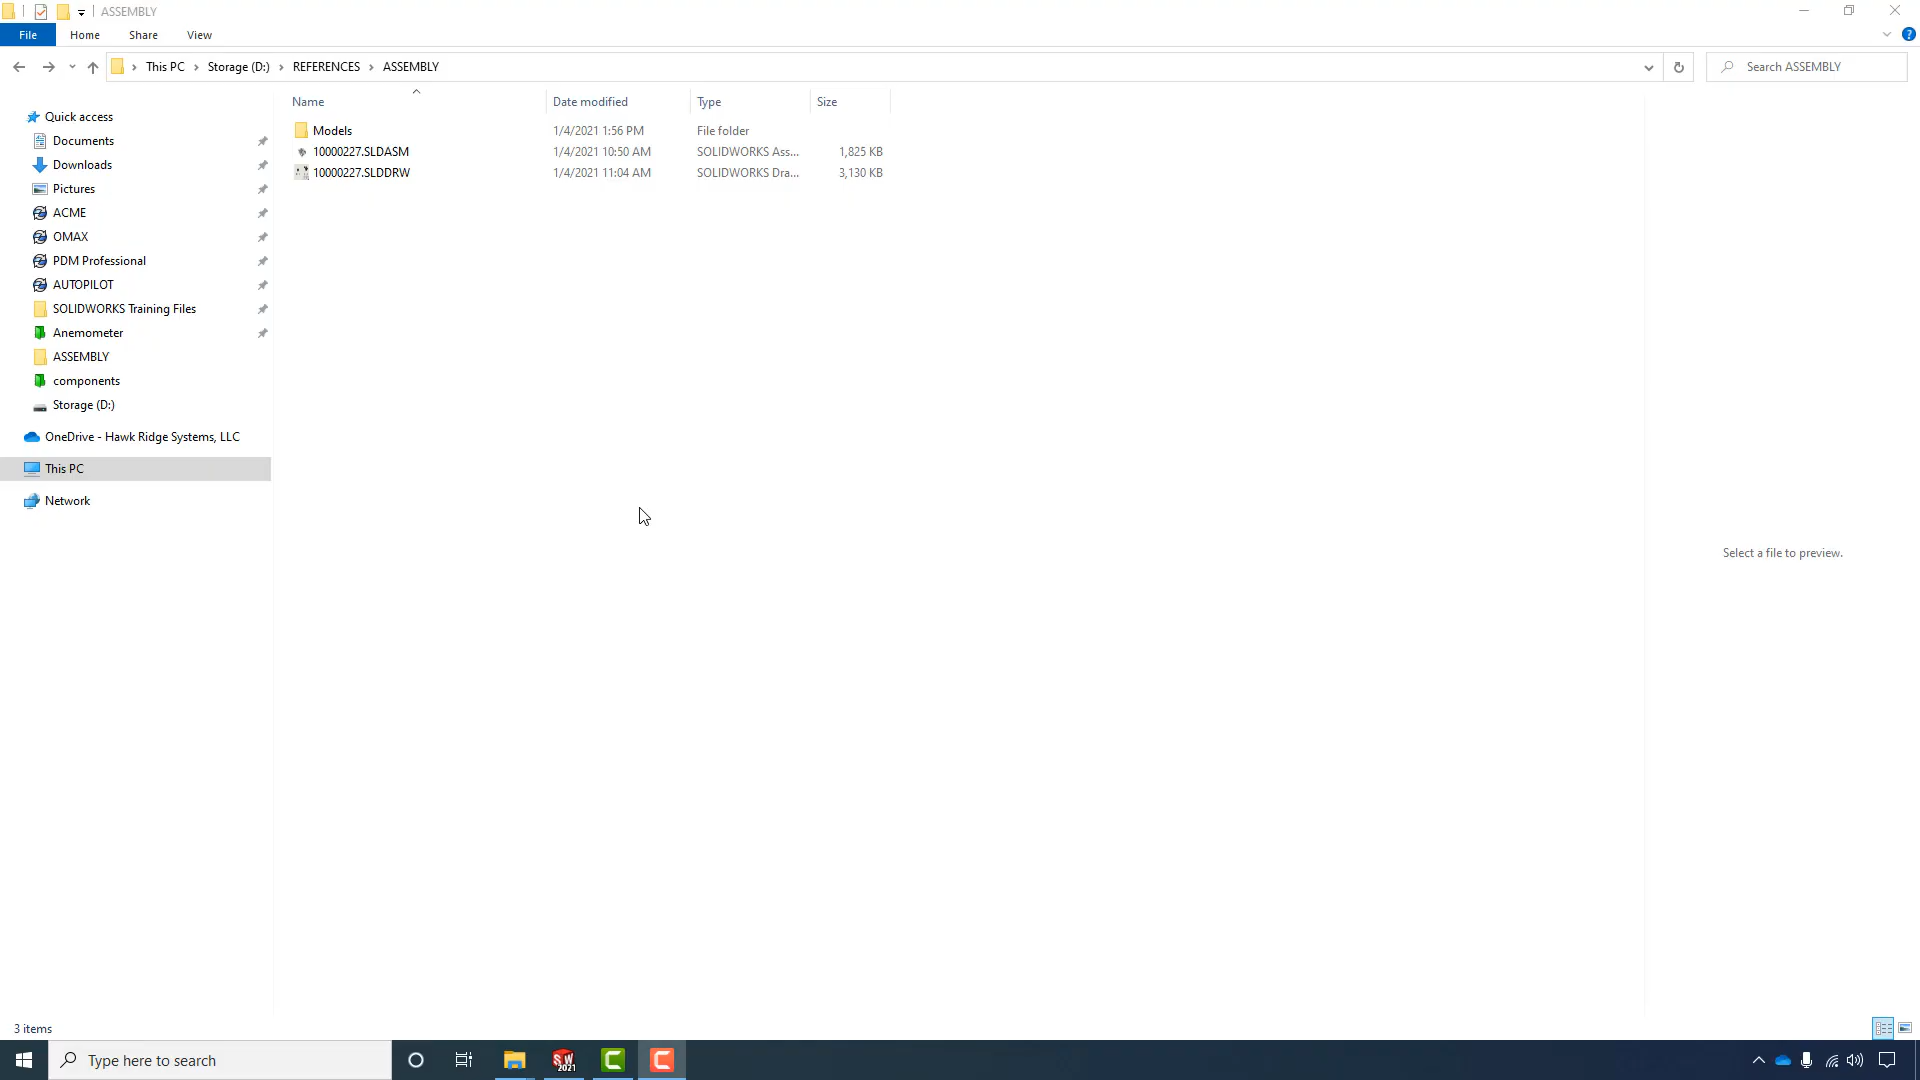 ASSEMBLY
File Home Share View
This PC Storage (D:) REFERENCES ASSEMBLY
Search ASSEMBLY
Name Date modified Type Size
Models 1/4/2021 1:56 PM File folder
10000227.SLDASM 1/4/2021 10:50 AM SOLIDWORKS Ass... 1,825 KB
10000227.SLDDRW 1/4/2021 11:04 AM SOLIDWORKS Dra... 3,130 KB
Quick access
Documents
Downloads
Pictures
ACME
OMAX
PDM Professional
AUTOPILOT
SOLIDWORKS Training Files
Anemometer
ASSEMBLY
components
Storage (D:)
OneDrive - Hawk Ridge Systems, LLC
This PC
Network
Select a file to preview.
3 items
Type here to search
SW
2021